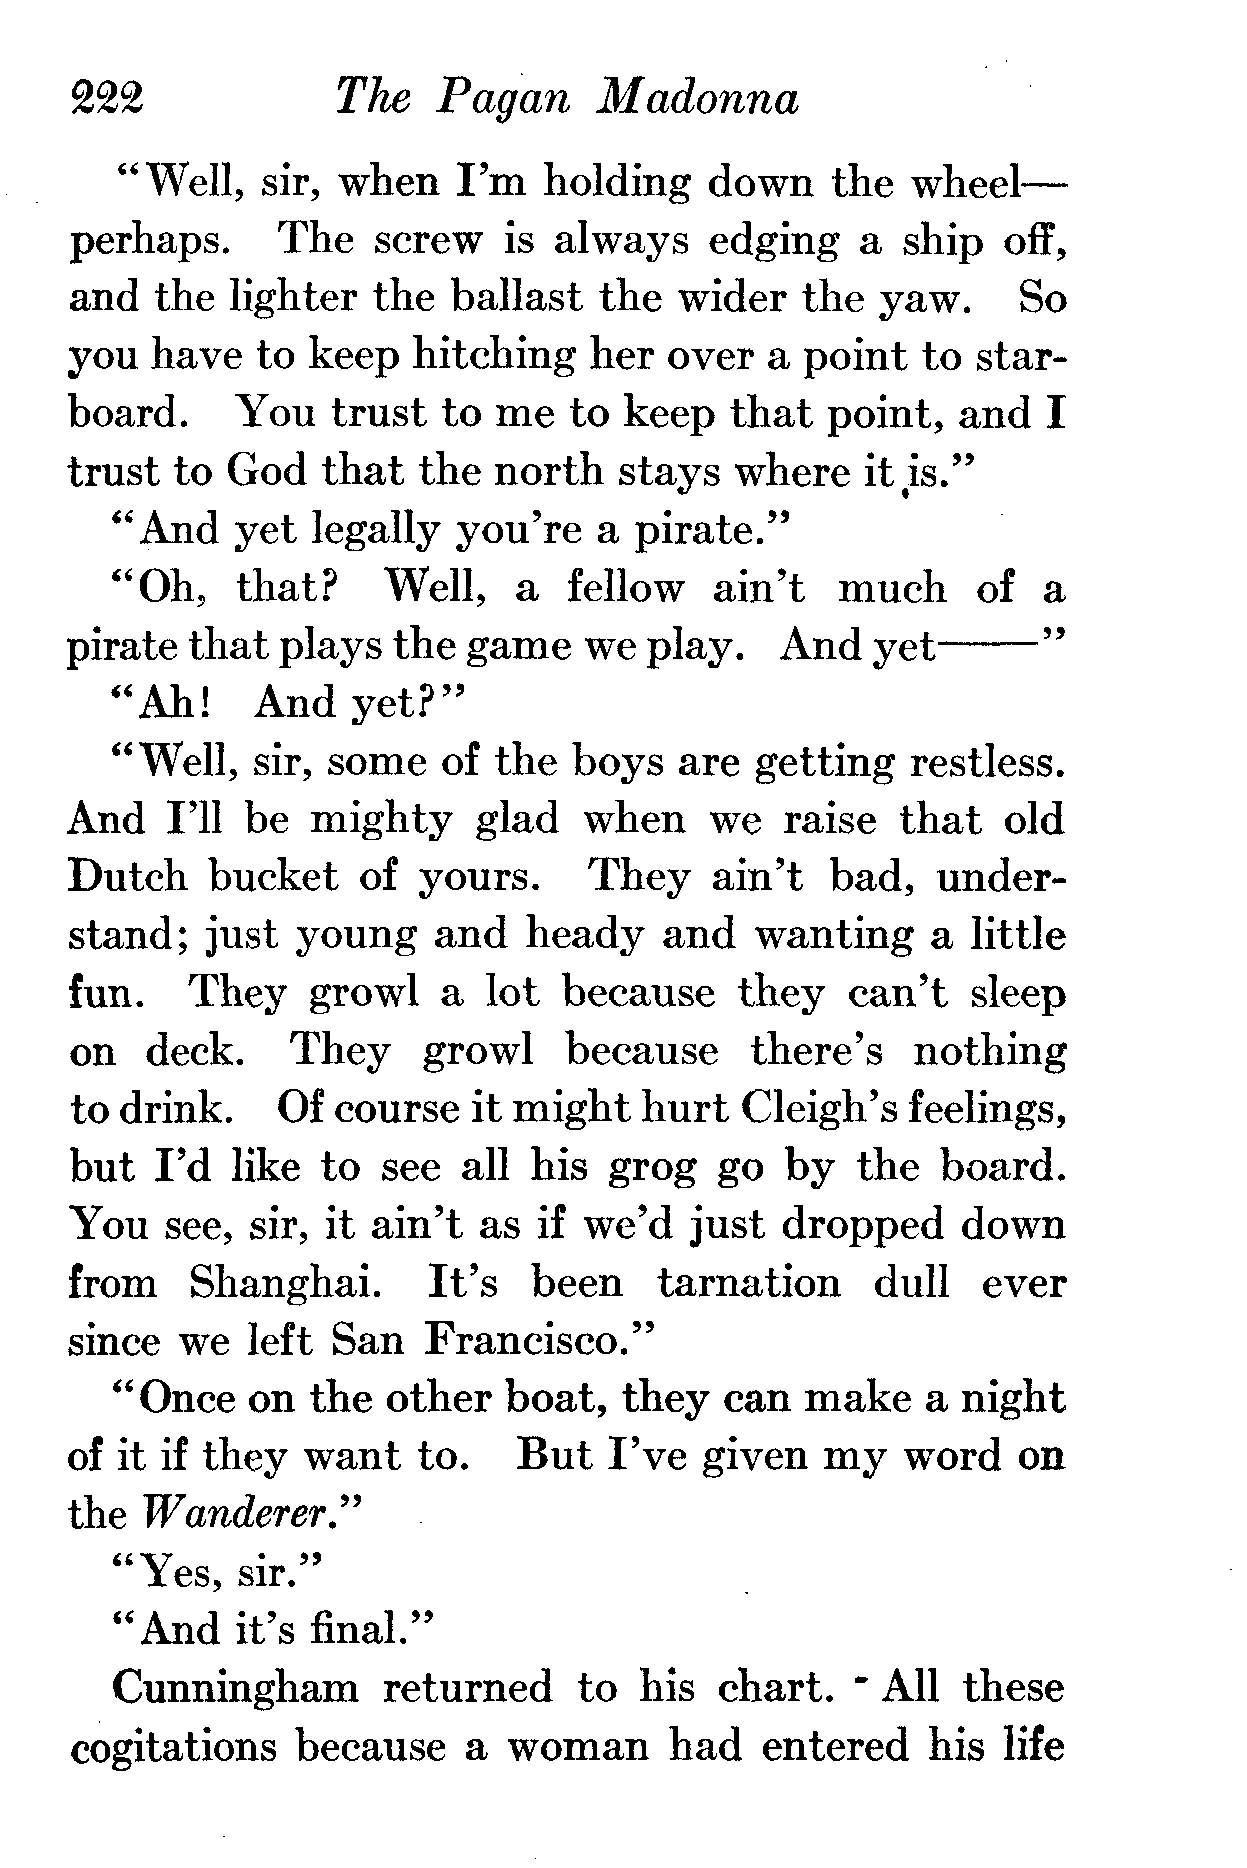 222 The Pagan Madonna
“Well, sir, when I’m holding down the wheel—
perhaps. The screw is always edging a ship off,
and the lighter the ballast the wider the yaw. So
you have to keep hitching her over a point to star-
board. You trust to me to keep that point, and I
trust to God that the north stays where it is.”
“And yet legally you’re a pirate.”
“Oh, that? Well, a fellow ain’t much of a
pirate that plays the game we play. And yet——”
“Ah! And yet?”
“Well, sir, some of the boys are getting restless.
And I’ll be mighty glad when we raise that old
Dutch bucket of yours. They ain’t bad, under-
stand; just young and heady and wanting a little
fun. They growl a lot because they can’t sleep
on deck. They growl because there’s nothing
to drink. Of course it might hurt Cleigh’s feelings,
but I’d like to see all his grog go by the board.
You see, sir, it ain’t as if we’d just dropped down
from Shanghai. It’s been tarnation dull ever
since we left San Francisco.”
“Once on the other boat, they can make a night
of it if they want to. But I’ve given my word on
the Wanderer.”
“Yes, sir.”
“And it’s final.”
Cunningham returned to his chart. All these
cogitations because a woman had entered his life